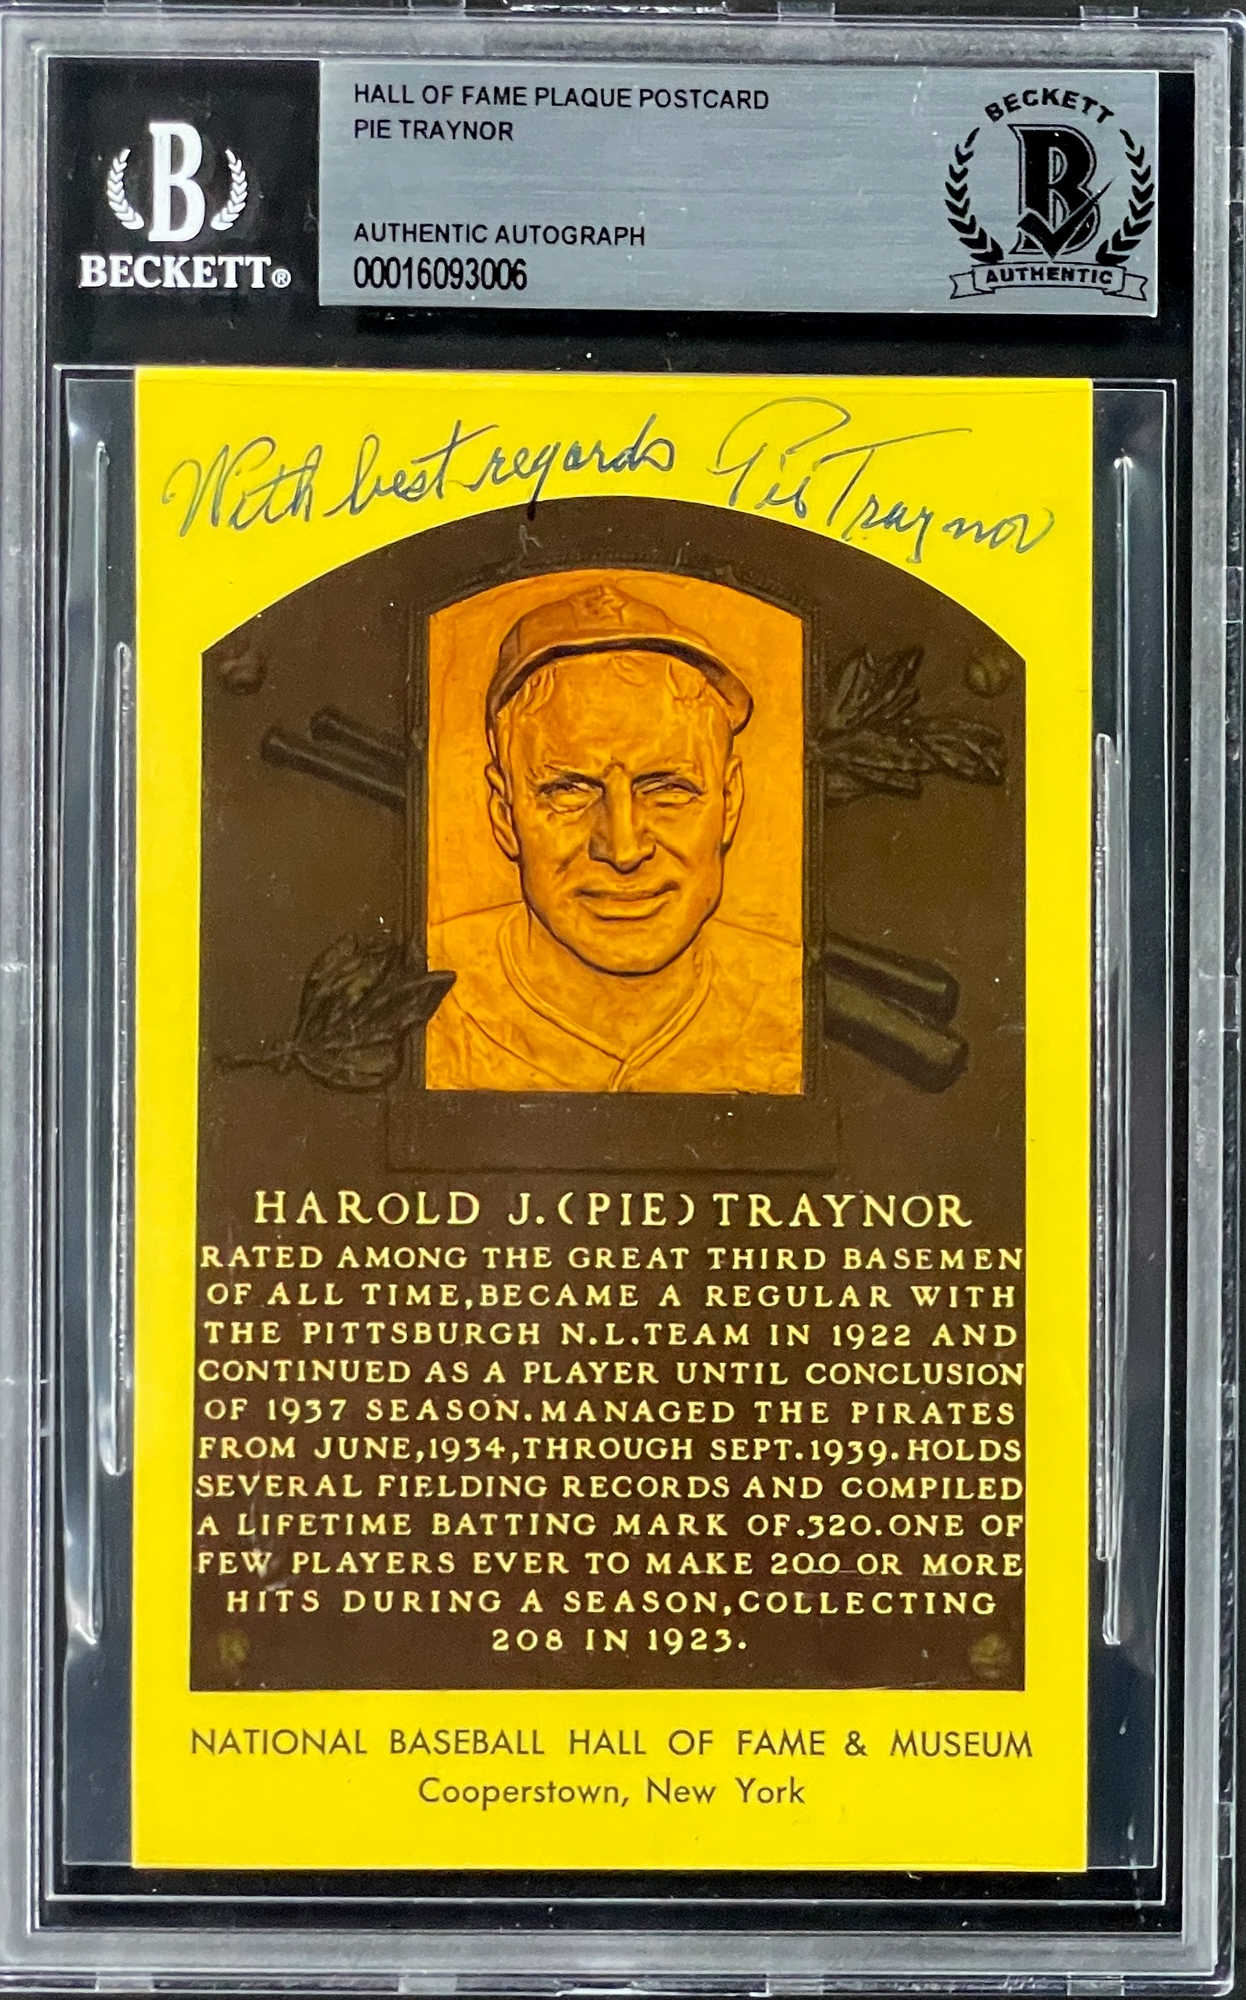 HALL OF FAME PLAQUE POSTCARD
PIE TRAYNOR
AUTHENTIC AUTOGRAPH
00016093006
B
BECKETT®
BECKETT
B
AUTHENTIC
With best regards Pie Traynor
HAROLD J. (PIE) TRAYNOR
RATED AMONG THE GREAT THIRD BASEMEN
OF ALL TIME, BECAME A REGULAR WITH
THE PITTSBURGH N.L. TEAM IN 1922 AND
CONTINUED AS A PLAYER UNTIL CONCLUSION
OF 1937 SEASON. MANAGED THE PIRATES
FROM JUNE, 1934, THROUGH SEPT. 1939. HOLDS
SEVERAL FIELDING RECORDS AND COMPILED
A LIFETIME BATTING MARK OF .320. ONE OF
FEW PLAYERS EVER TO MAKE 200 OR MORE
HITS DURING A SEASON, COLLECTING
208 IN 1923.
NATIONAL BASEBALL HALL OF FAME & MUSEUM
Cooperstown, New York